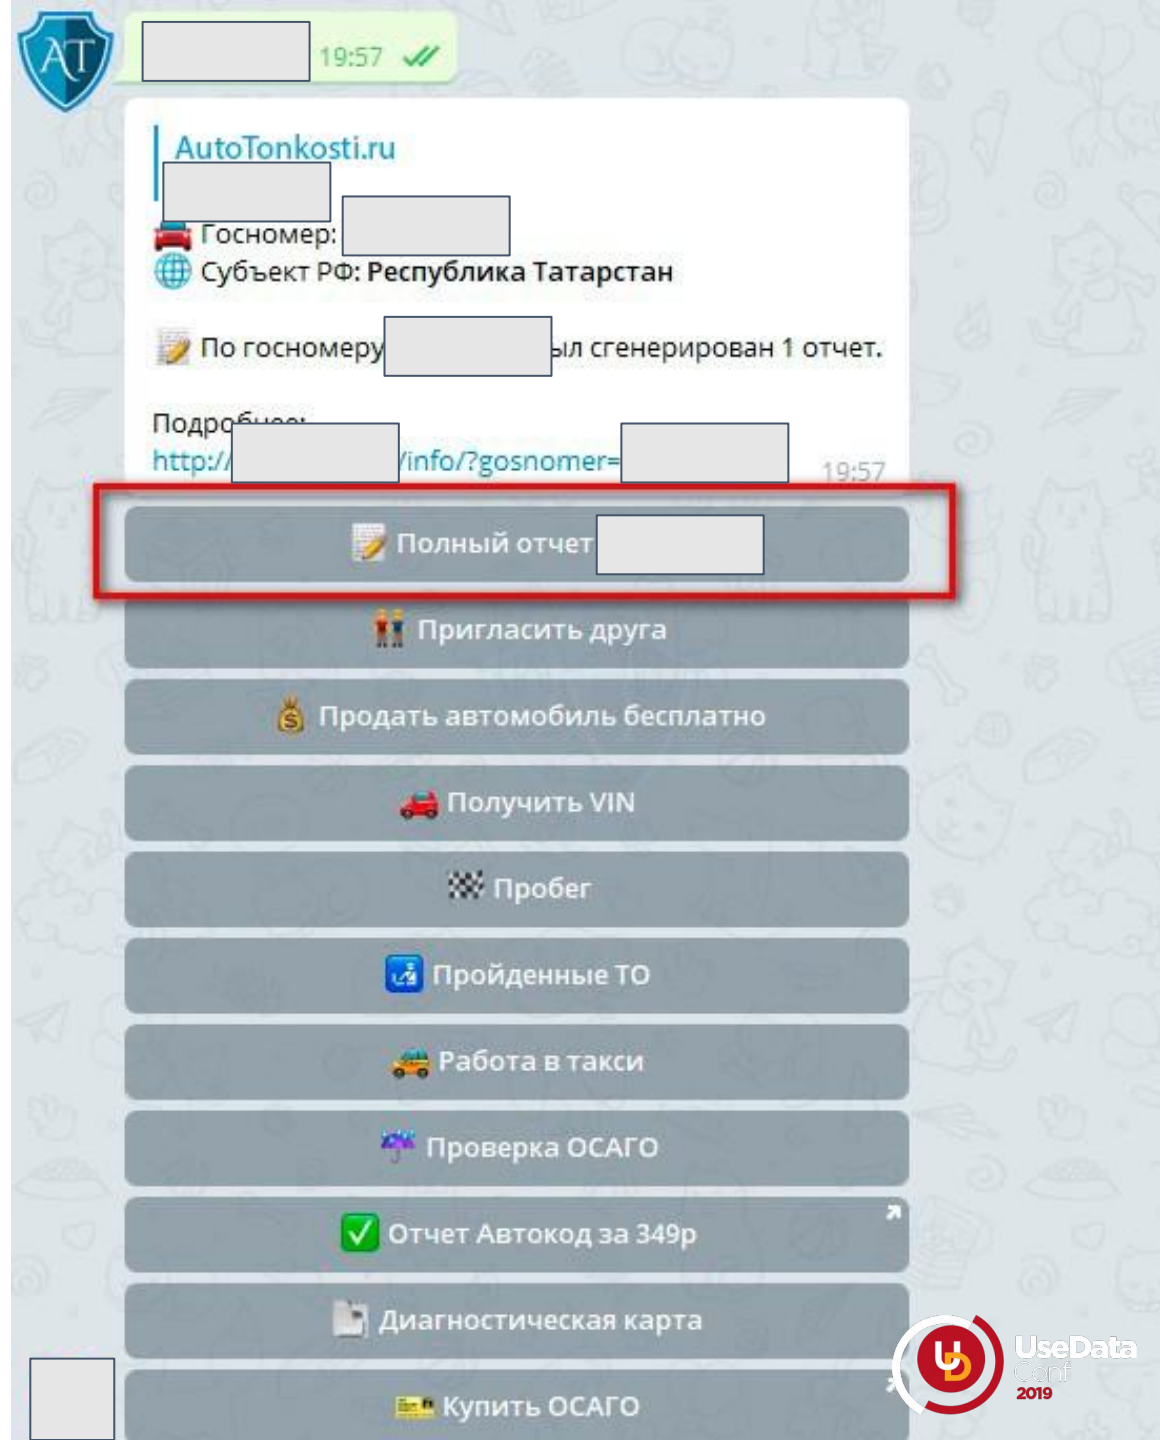 AT
19:57
AutoTonkosti.ru
Госномер:
Субъект РФ: Республика Татарстан
По госномеру ыл сгенерирован 1 отчет.
Подробнее:
http:// /info/?gosnomer=
19:57
Полный отчет
Пригласить друга
Продать автомобиль бесплатно
Получить VIN
Пробег
Пройденные ТО
Работа в такси
Проверка ОСАГО
Отчет Автокод за 349р
Диагностическая карта
Купить ОСАГО
UseData
Conf
2019